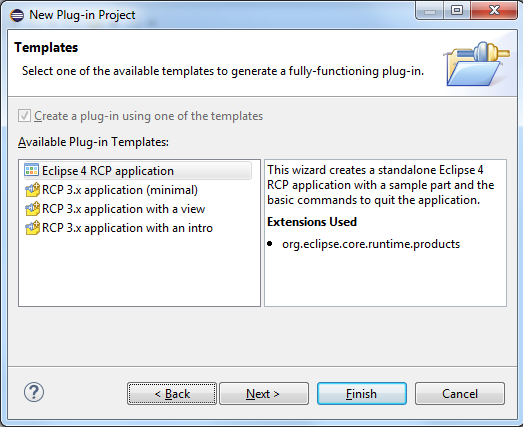 New Plug-in Project
Templates
Select one of the available templates to generate a fully-functioning plug-in.
Create a plug-in using one of the templates
Available Plug-in Templates:
Eclipse 4 RCP application
RCP 3.x application (minimal)
RCP 3.x application with a view
RCP 3.x application with an intro
This wizard creates a standalone Eclipse 4
RCP application with a sample part and the
basic commands to quit the application.
Extensions Used
• org.eclipse.core.runtime.products
? < Back Next > Finish Cancel